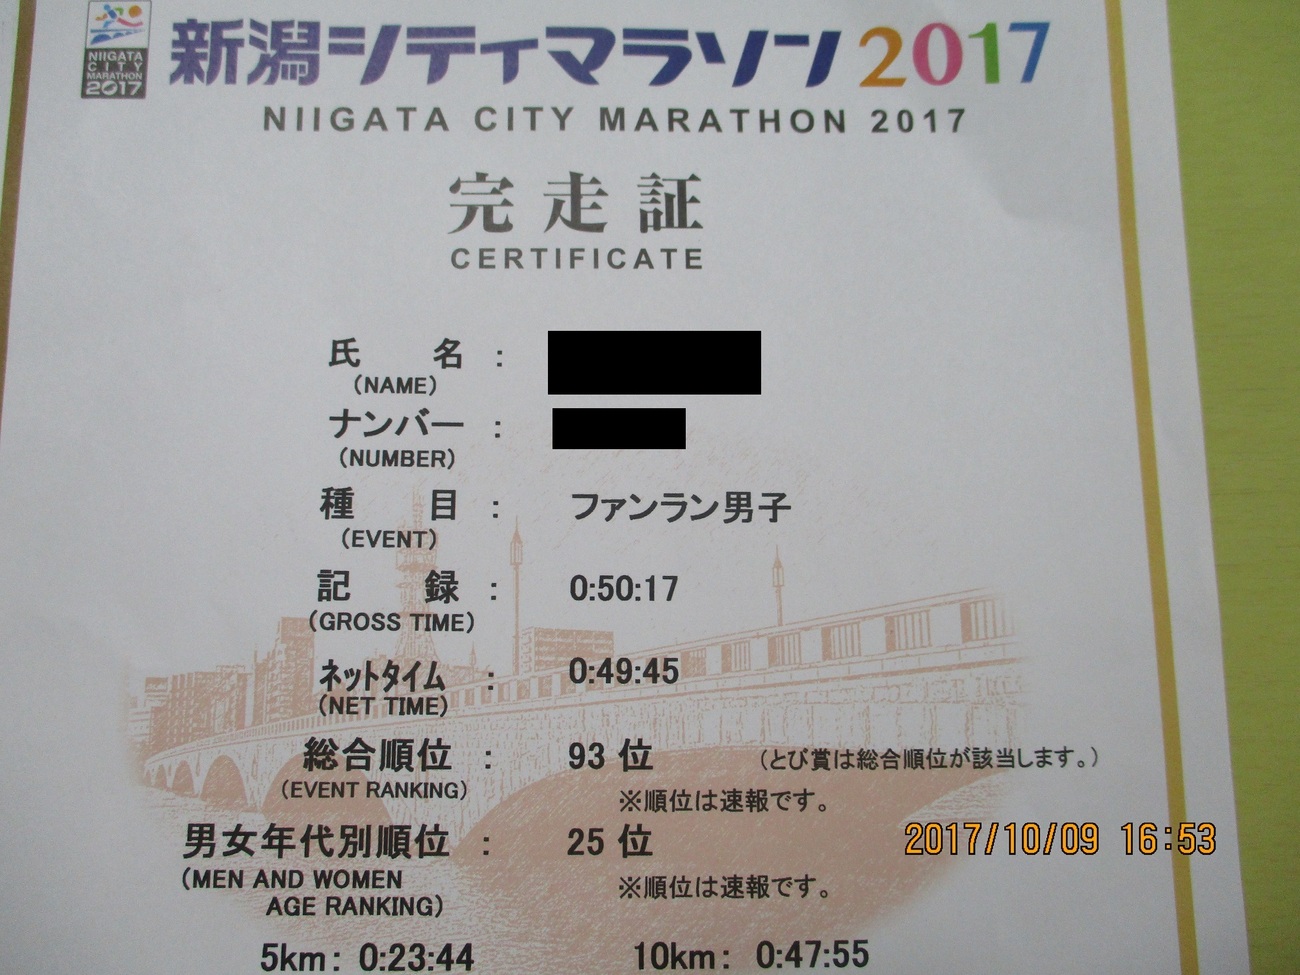 NIIGATA
CITY
MARATHON
2017
新潟シティマラソン2017
NIIGATA CITY MARATHON 2017
完走証
CERTIFICATE
氏　　名 :
(NAME)
ナンバー :
(NUMBER)
種　　目 : ファンラン男子
(EVENT)
記　　録 : 0:50:17
(GROSS TIME)
ネットタイム : 0:49:45
(NET TIME)
総合順位 : 93 位 (とび賞は総合順位が該当します。)
(EVENT RANKING) ※順位は速報です。
男女年代別順位 : 25 位
2017/10/09 16:53
(MEN AND WOMEN ※順位は速報です。
AGE RANKING)
5km: 0:23:44 10km: 0:47:55